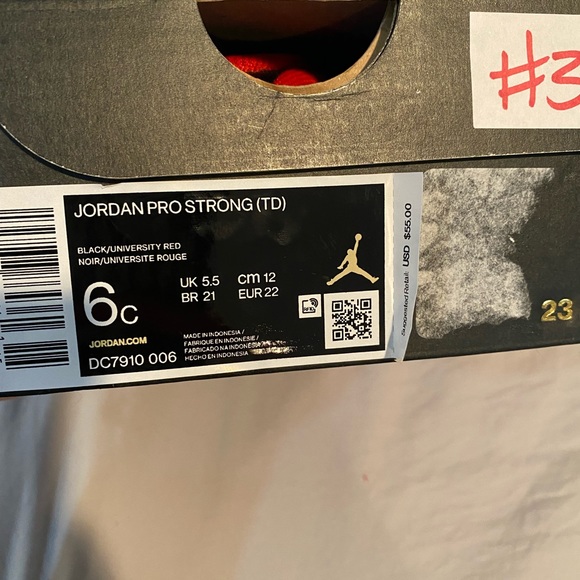 #3
JORDAN PRO STRONG (TD)
BLACK/UNIVERSITY RED
NOIR/UNIVERSITE ROUGE
6C
UK 5.5 cm 12
BR 21 EUR 22
JORDAN.COM
DC7910 006
MADE IN INDONESIA /
FABRIQUE EN INDONESIE /
FABRICADO NA INDONESIA
HECHO EN INDONESIA
RFID
Suggested Retail: USD $55.00
23